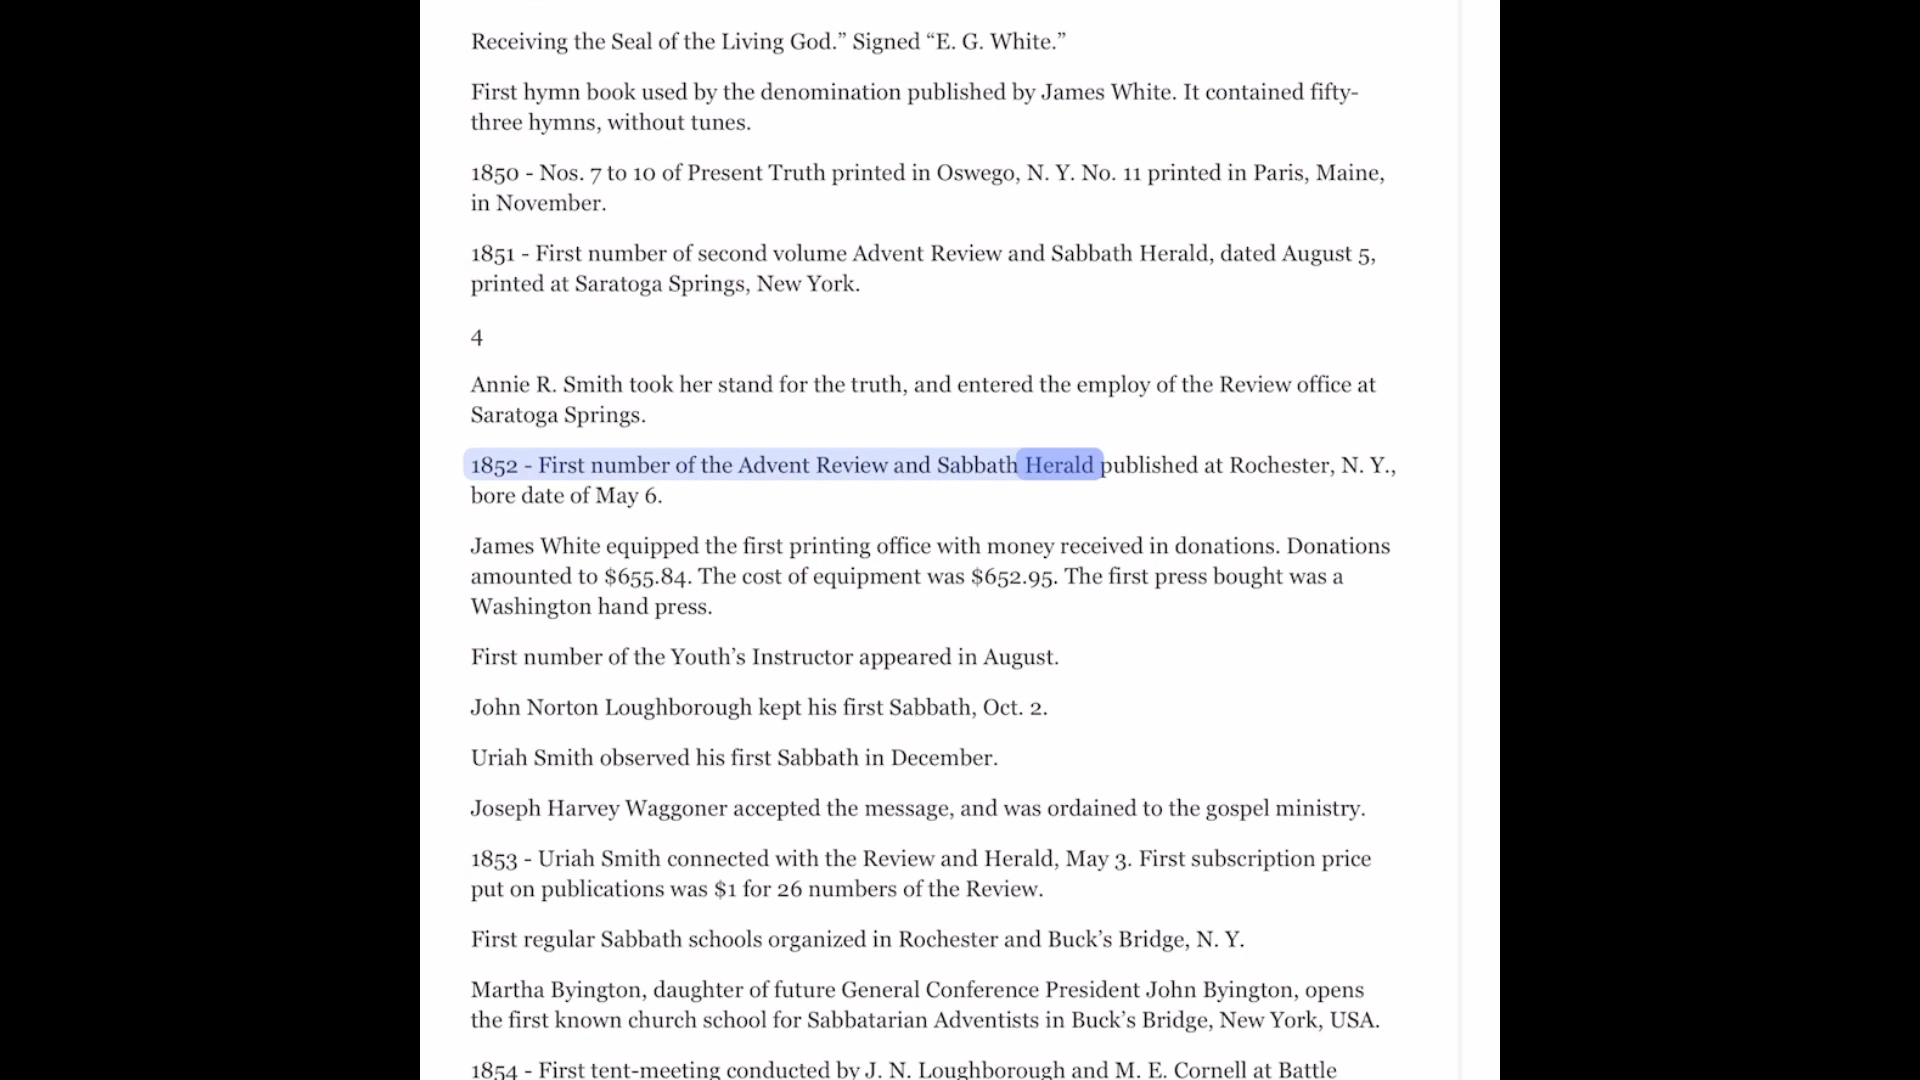 Receiving the Seal of the Living God.” Signed “E. G. White.”
First hymn book used by the denomination published by James White. It contained fifty-
three hymns, without tunes.
1850 - Nos. 7 to 10 of Present Truth printed in Oswego, N. Y. No. 11 printed in Paris, Maine,
in November.
1851 - First number of second volume Advent Review and Sabbath Herald, dated August 5,
printed at Saratoga Springs, New York.
4
Annie R. Smith took her stand for the truth, and entered the employ of the Review office at
Saratoga Springs.
1852 - First number of the Advent Review and Sabbath Herald published at Rochester, N. Y.,
bore date of May 6.
James White equipped the first printing office with money received in donations. Donations
amounted to $655.84. The cost of equipment was $652.95. The first press bought was a
Washington hand press.
First number of the Youth’s Instructor appeared in August.
John Norton Loughborough kept his first Sabbath, Oct. 2.
Uriah Smith observed his first Sabbath in December.
Joseph Harvey Waggoner accepted the message, and was ordained to the gospel ministry.
1853 - Uriah Smith connected with the Review and Herald, May 3. First subscription price
put on publications was $1 for 26 numbers of the Review.
First regular Sabbath schools organized in Rochester and Buck’s Bridge, N. Y.
Martha Byington, daughter of future General Conference President John Byington, opens
the first known church school for Sabbatarian Adventists in Buck’s Bridge, New York, USA.
1854 - First tent-meeting conducted by J. N. Loughborough and M. E. Cornell at Battle